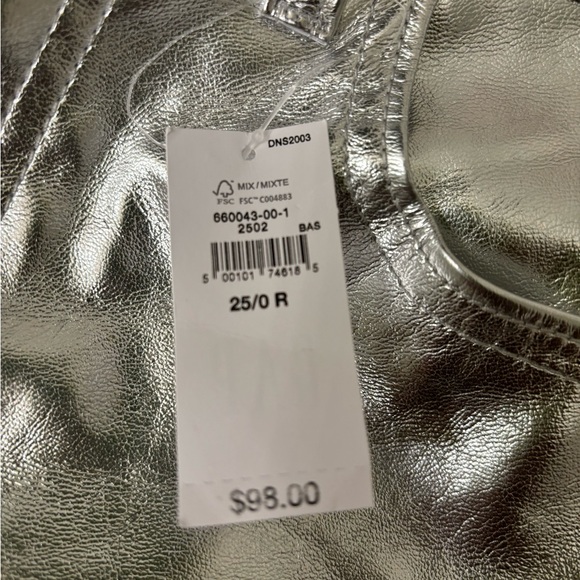 DNS2003
MIX/MIXTE
FSC FSC™ C004883
660043-00-1
2502 BAS
5 00101 74618 5
25/0 R
$98.00